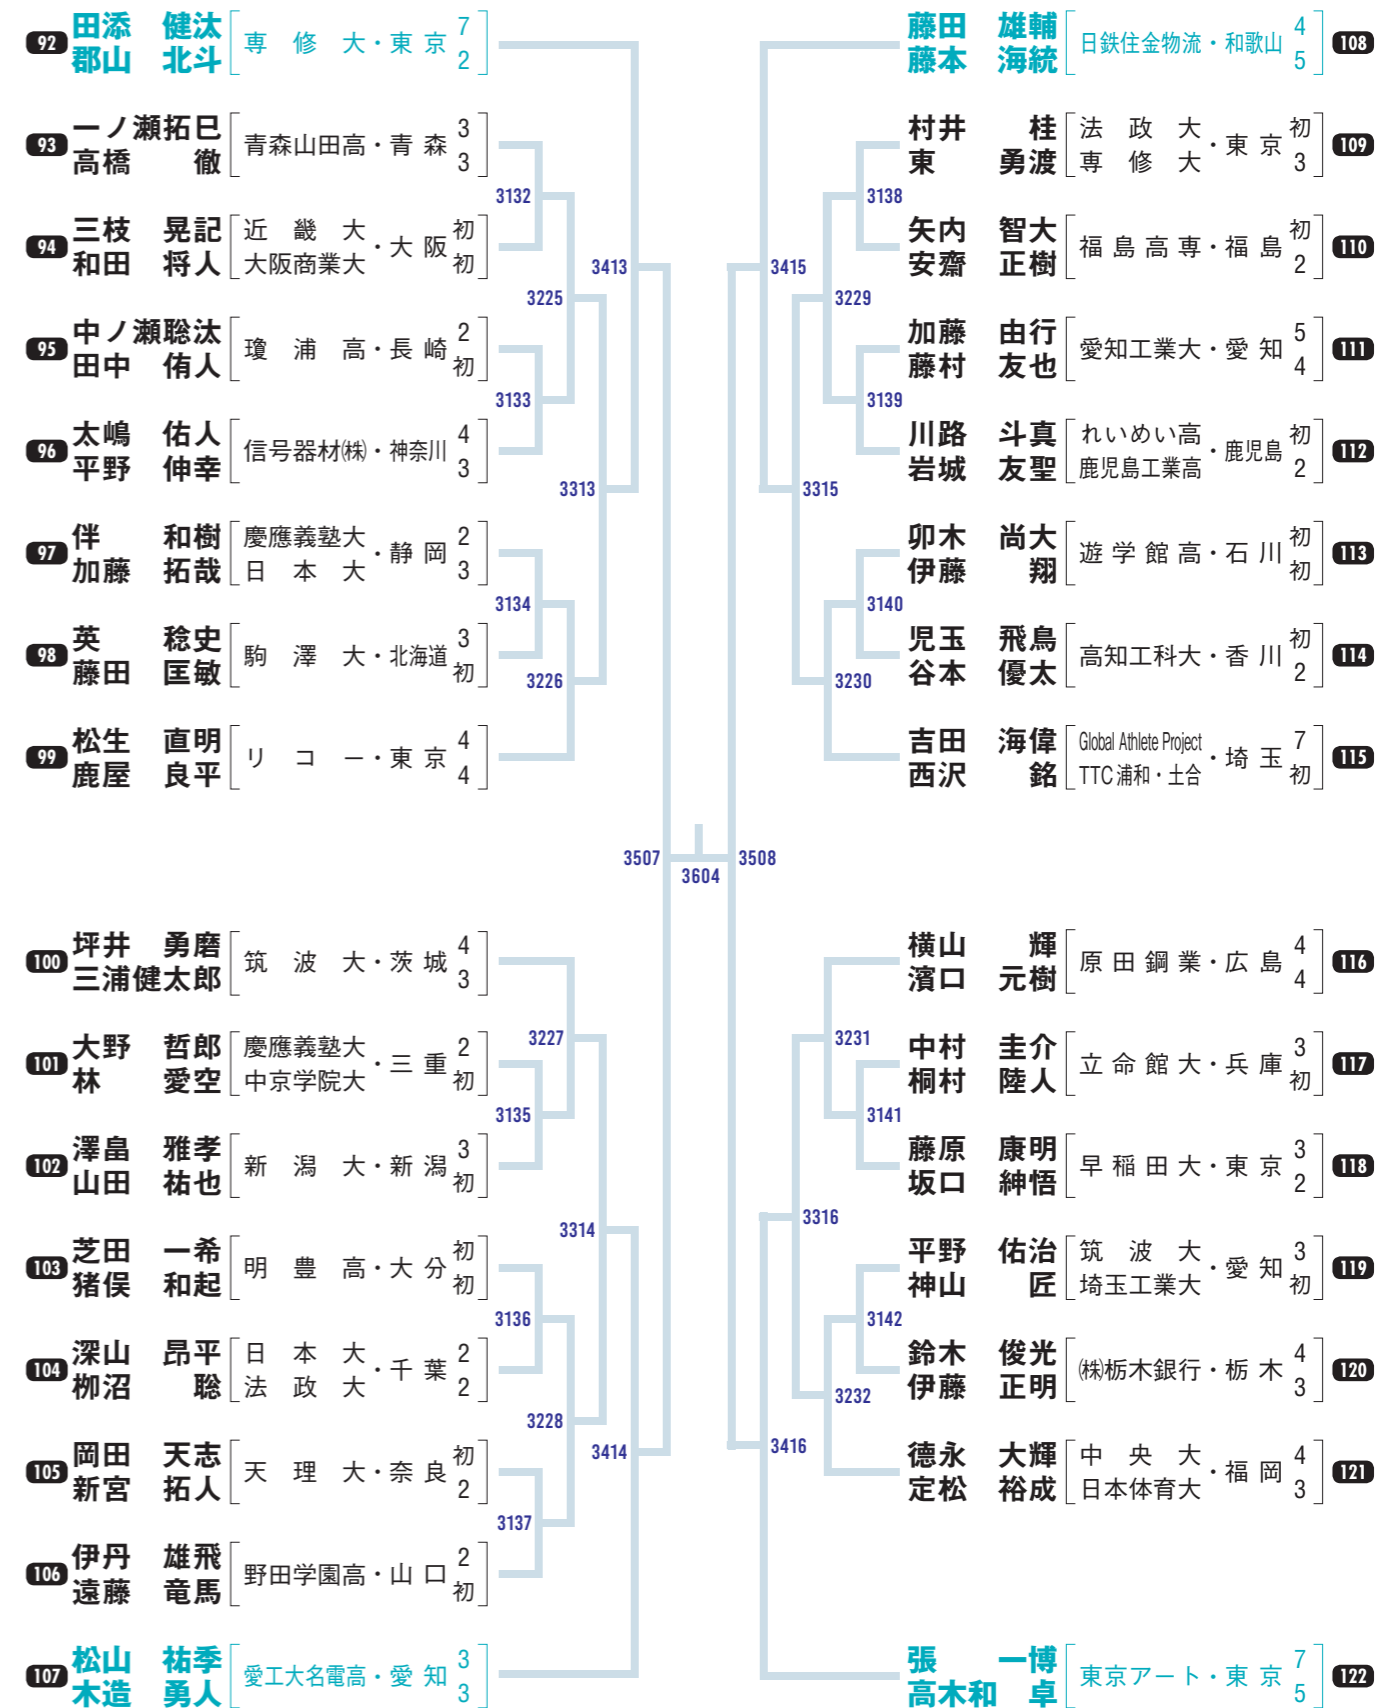 92 田添 健汰 専修大・東京 7
郡山 北斗 2
93 一ノ瀬拓巳 青森山田高・青森 3
高橋 徹 3
3132
94 三枝 晃記 近畿大・大阪 初
和田 将人 大阪商業大 初
3413
3225
95 中ノ瀬聡汰 瓊浦高・長崎 2
田中 侑人 初
3133
96 太嶋 佑人 信号器材㈱・神奈川 4
平野 伸幸 3
3313
97 伴 和樹 慶應義塾大・静岡 2
加藤 拓哉 日本大 3
3134
98 英 稔史 駒澤大・北海道 3
藤田 匡敏 初
3226
99 松生 直明 リコー・東京 4
鹿屋 良平 4
3507
3604
100 坪井 勇磨 筑波大・茨城 4
三浦健太郎 3
3227
101 大野 哲郎 慶應義塾大・三重 2
林 愛空 中京学院大 初
3135
102 澤畠 雅孝 新潟大・新潟 3
山田 祐也 初
3314
103 芝田 一希 明豊高・大分 初
猪俣 和起 初
3136
104 深山 昂平 日本大・千葉 2
栁沼 聡 法政大 2
3228
3414
105 岡田 天志 天理大・奈良 初
新宮 拓人 2
3137
106 伊丹 雄飛 野田学園高・山口 2
遠藤 竜馬 初
107 松山 祐季 愛工大名電高・愛知 3
木造 勇人 3
藤田 雄輔 日鉄住金物流・和歌山 4 108
藤本 海統 5
村井 桂 法政大・東京 初 109
東 勇渡 専修大 3
3138
矢内 智大 福島高専・福島 初 110
安齋 正樹 2
3415
3229
加藤 由行 愛知工業大・愛知 5 111
藤村 友也 4
3139
川路 斗真 れいめい高・鹿児島 初 112
岩城 友聖 鹿児島工業高 2
3315
卯木 尚大 遊学館高・石川 初 113
伊藤 翔 初
3140
児玉 飛鳥 高知工科大・香川 初 114
谷本 優太 2
3230
吉田 海偉 Global Athlete Project・埼玉 7 115
西沢 銘 TTC浦和・土合 初
3508
横山 輝 原田鋼業・広島 4 116
濱口 元樹 4
3231
中村 圭介 立命館大・兵庫 3 117
桐村 陸人 初
3141
藤原 康明 早稲田大・東京 3 118
坂口 紳悟 2
3316
平野 佑治 筑波大・愛知 3 119
神山 匠 埼玉工業大 初
3142
鈴木 俊光 ㈱栃木銀行・栃木 4 120
伊藤 正明 3
3232
3416
德永 大輝 中央大・福岡 4 121
定松 裕成 日本体育大 3
張 一博 東京アート・東京 7 122
高木和 卓 5